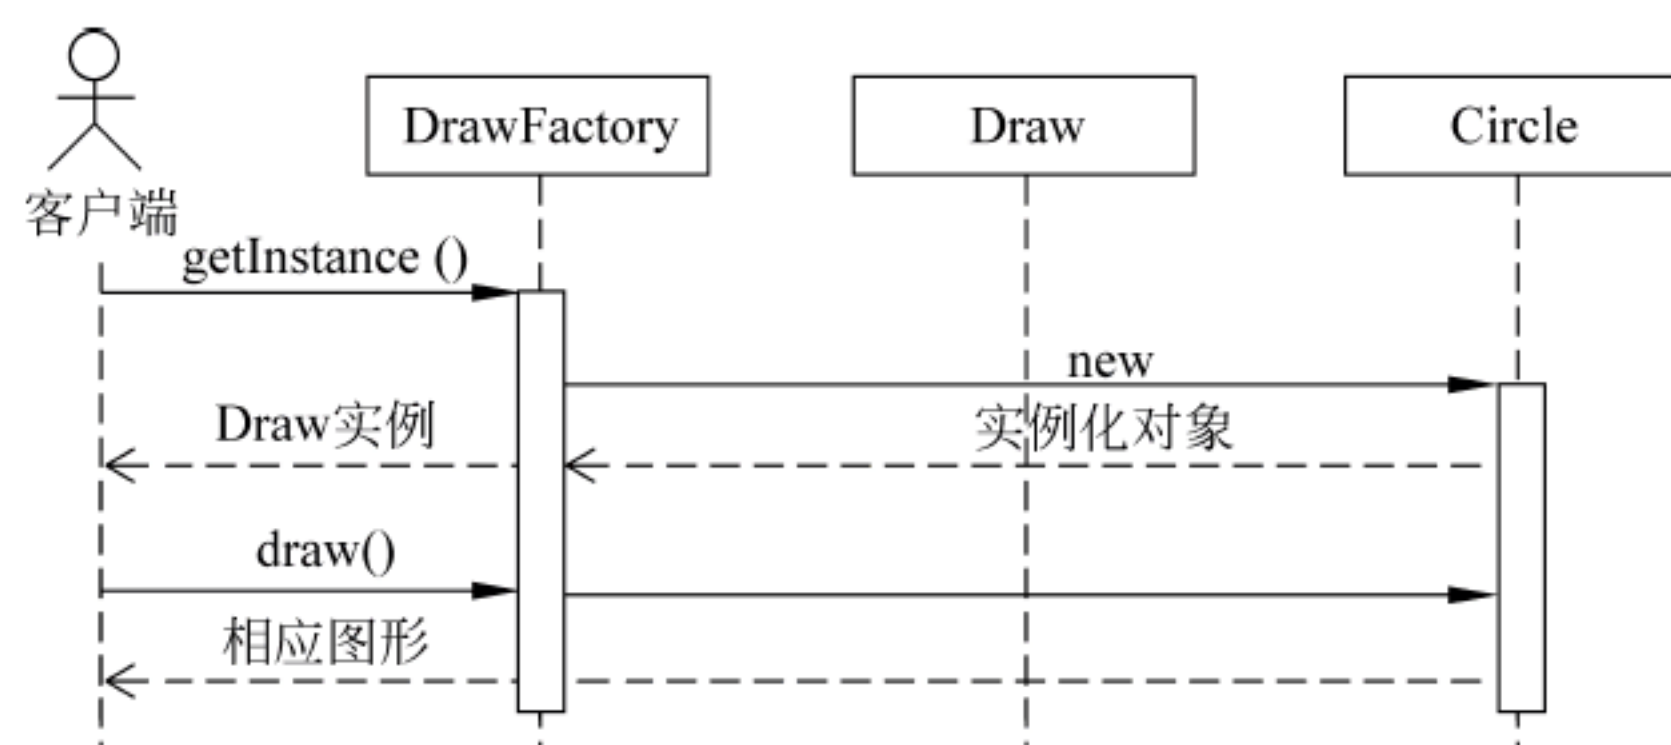 DrawFactory
Draw
Circle
客户端
getInstance ()
new
Draw实例
实例化对象
draw()
相应图形